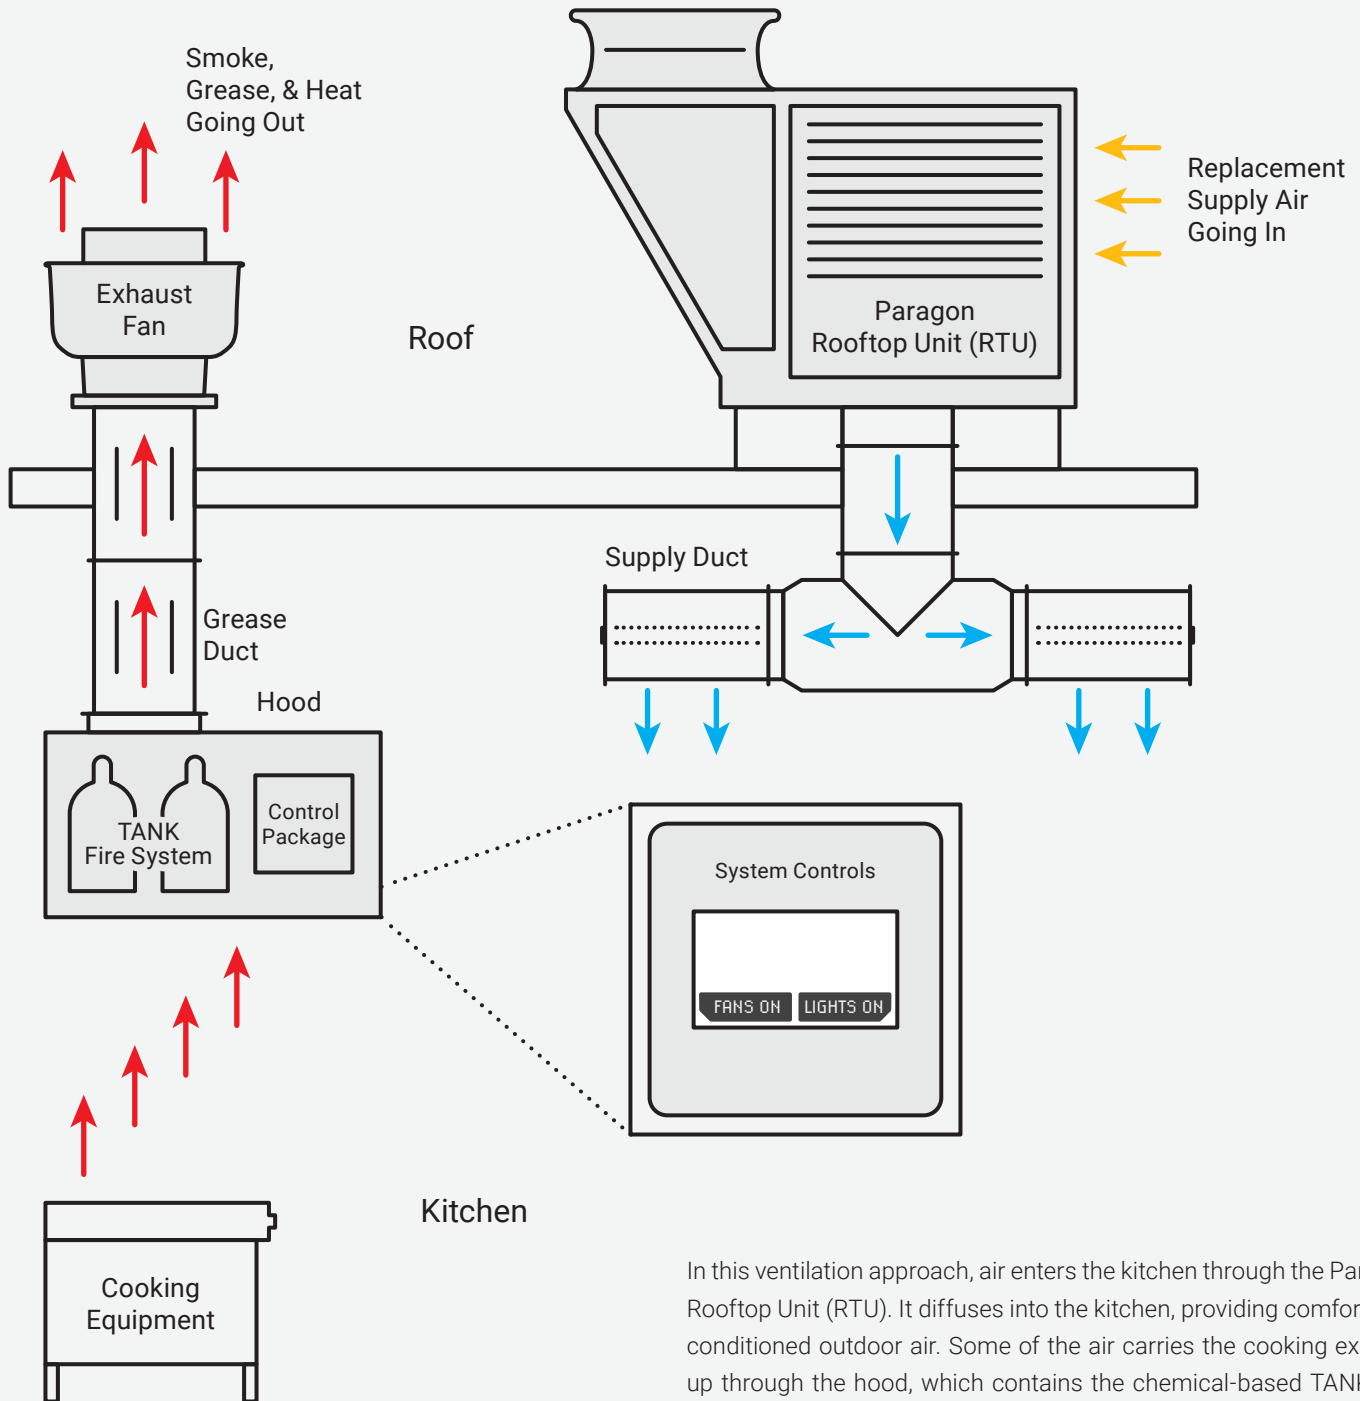 Smoke,
Grease, & Heat
Going Out
Replacement
Supply Air
Going In
Exhaust
Fan
Roof
Paragon
Rooftop Unit (RTU)
Supply Duct
Grease
Duct
Hood
TANK
Fire System
Control
Package
System Controls
FANS ON
LIGHTS ON
Kitchen
Cooking
Equipment
In this ventilation approach, air enters the kitchen through the
Rooftop Unit (RTU). It diffuses into the kitchen, providing
conditioned outdoor air. Some of the air carries the cooking
up through the hood, which contains the chemical-based TANK